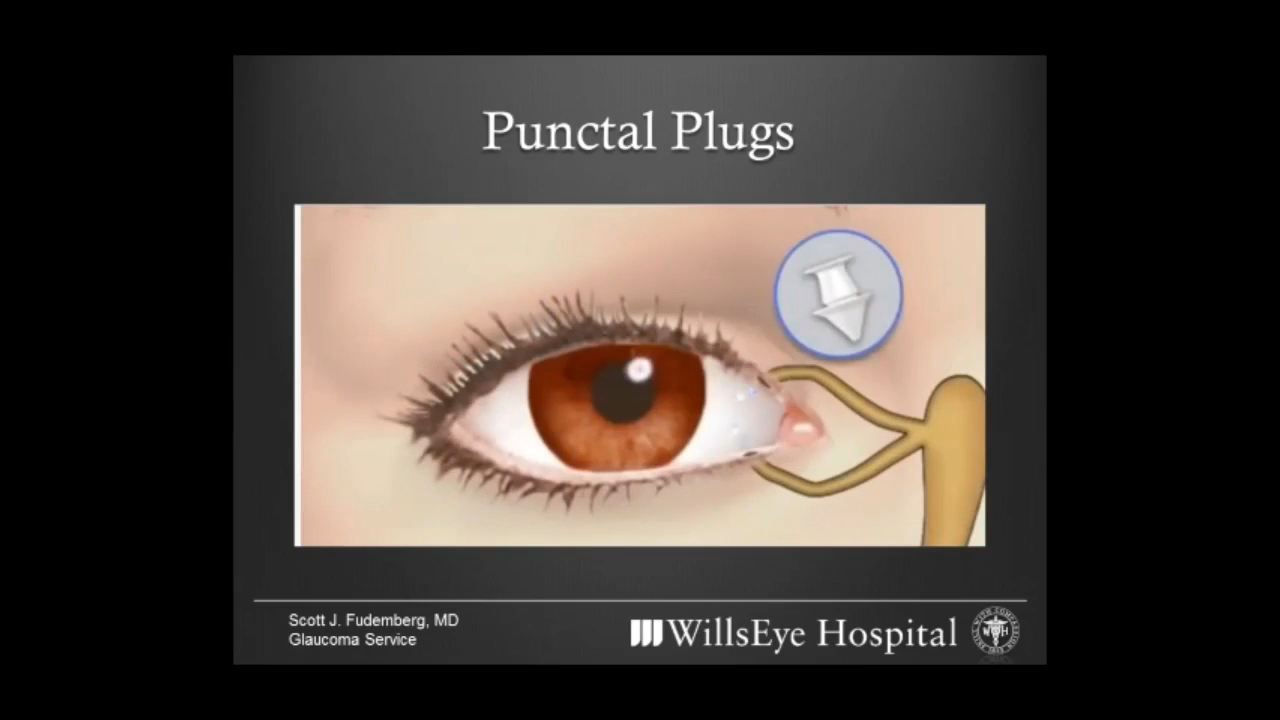 Punctal Plugs
Scott J. Fudemberg, MD
Glaucoma Service
WillsEye Hospital